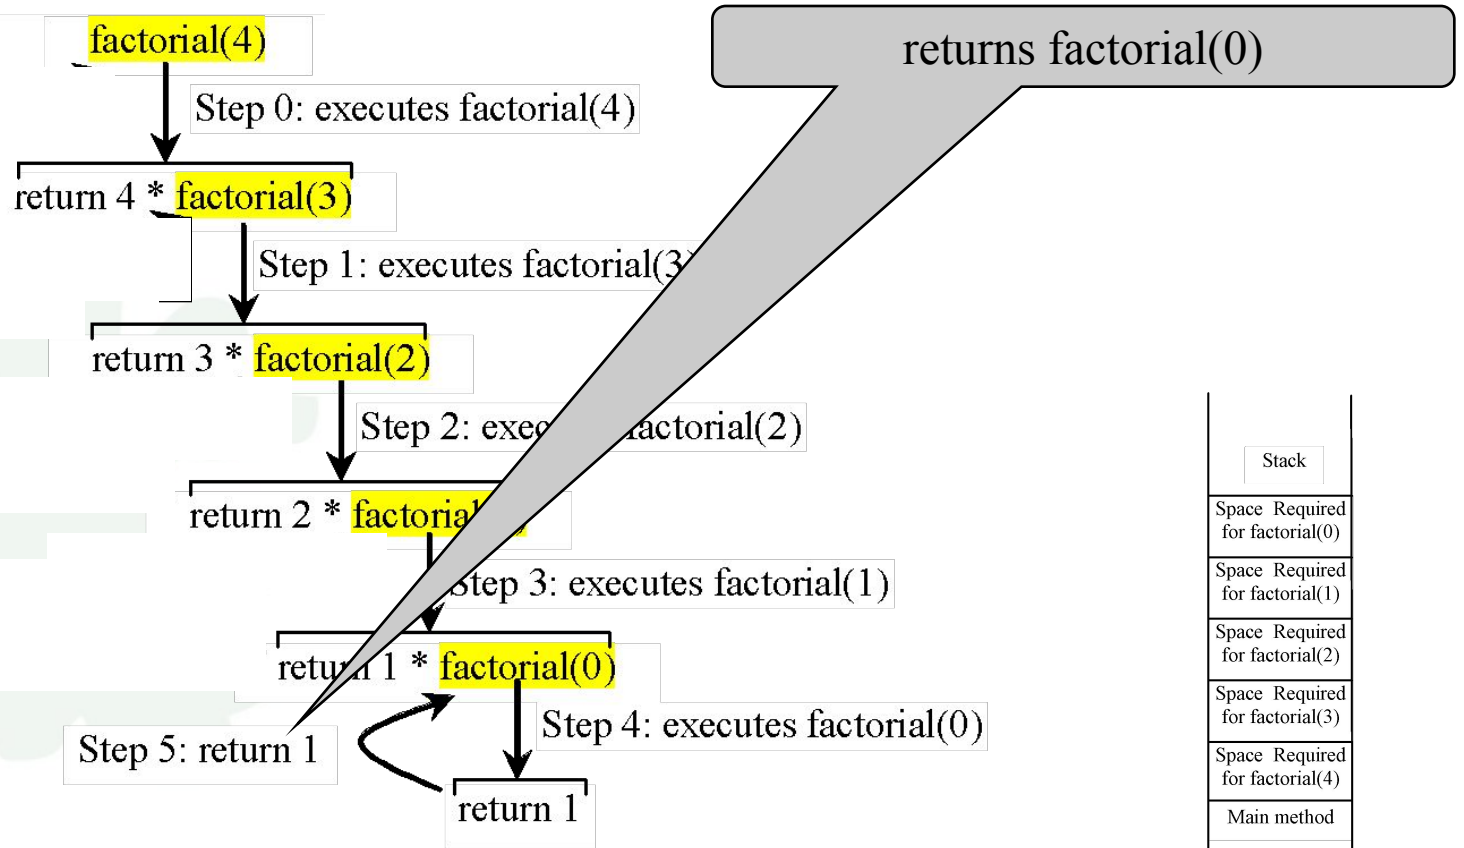 factorial(4)
returns factorial(0)
Step 0: executes factorial(4)
return 4 * factorial(3)
Step 1: executes factorial(3)
return 3 * factorial(2)
Step 2: factorial(2)
return 2 *
Step 3: executes factorial(1)
return 1 * factorial(0)
Step 4: executes factorial(0)
Step 5: return 1
return 1
Stack
Space Required
for factorial(0)
Space Required
for factorial(1)
Space Required
for factorial(2)
Space Required
for factorial(3)
Space Required
for factorial(4)
Main method